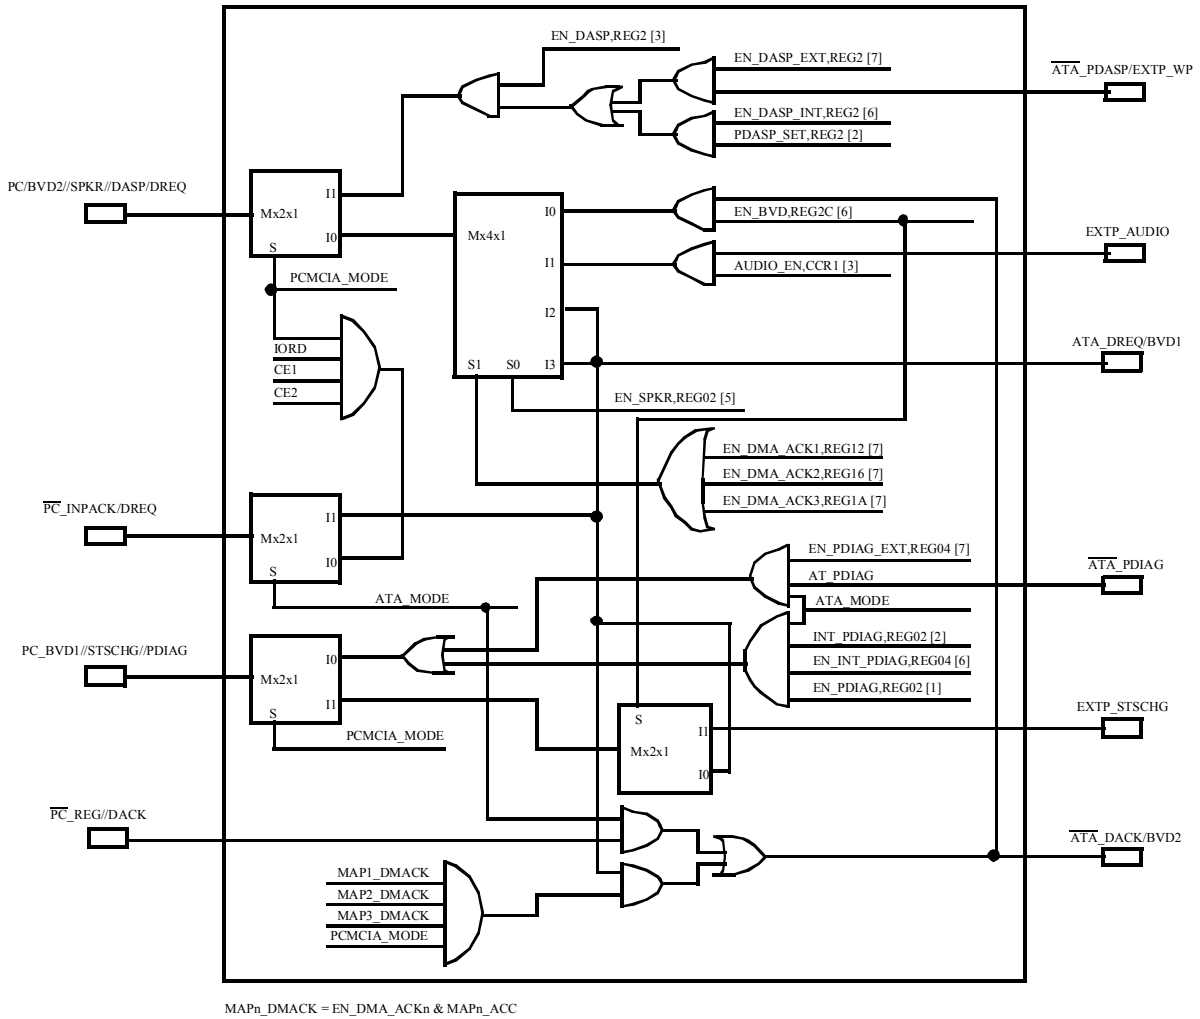 EN_DASP,REG2 [3]
EN_DASP_EXT,REG2 [7]
ATA_PDASP/EXTP_WP
EN_DASP_INT,REG2 [6]
PDASP_SET,REG2 [2]
PC/BVD2//SPKR//DASP/DREQ
I1
Mx2x1
I0
S
I0
Mx4x1
EN_BVD,REG2C [6]
EXTP_AUDIO
I1
AUDIO_EN,CCR1 [3]
PCMCIA_MODE
I2
IORD
CE1
CE2
S1
S0
I3
ATA_DREQ/BVD1
EN_SPKR,REG02 [5]
EN_DMA_ACK1,REG12 [7]
EN_DMA_ACK2,REG16 [7]
EN_DMA_ACK3,REG1A [7]
PC_INPACK/DREQ
I1
Mx2x1
I0
S
ATA_MODE
EN_PDIAG_EXT,REG04 [7]
AT_PDIAG
ATA_PDIAG
ATA_MODE
INT_PDIAG,REG02 [2]
EN_INT_PDIAG,REG04 [6]
EN_PDIAG,REG02 [1]
PC_BVD1//STSCHG//PDIAG
I0
Mx2x1
I1
S
PCMCIA_MODE
S
I1
Mx2x1
I0
EXTP_STSCHG
PC_REG//DACK
ATA_DACK/BVD2
MAP1_DMACK
MAP2_DMACK
MAP3_DMACK
PCMCIA_MODE
MAPn_DMACK = EN_DMA_ACKn & MAPn_ACC